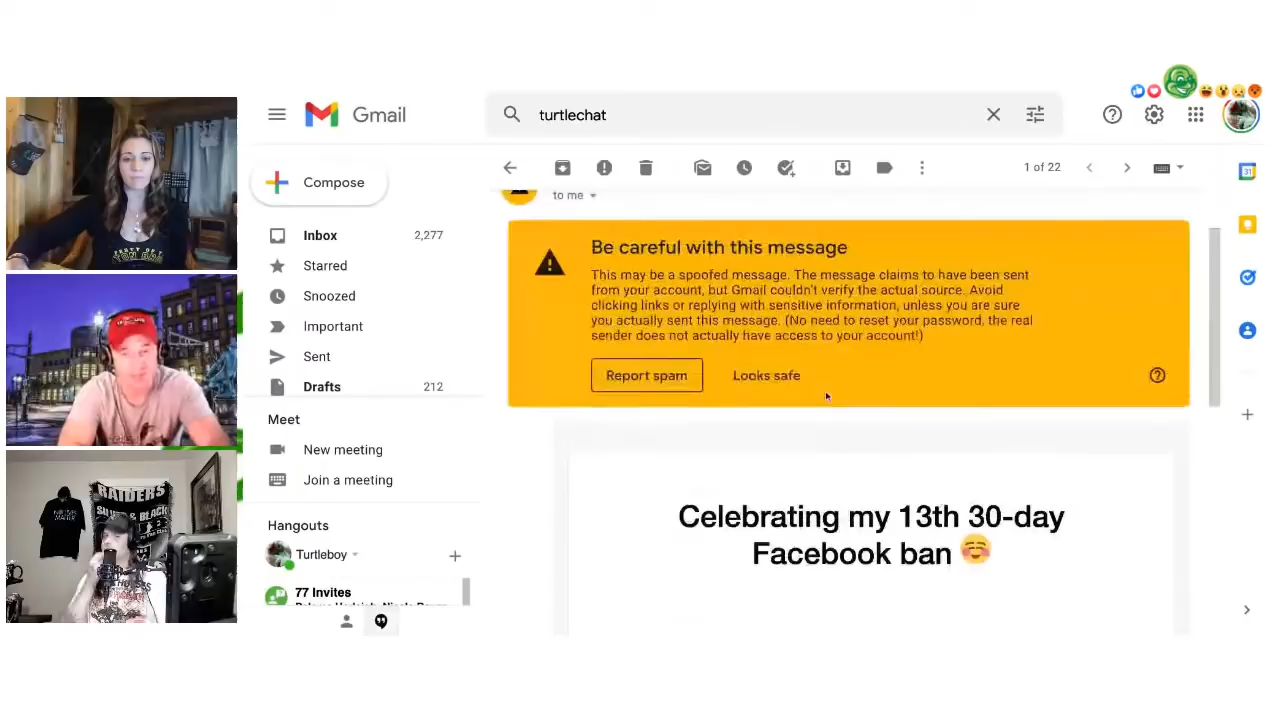 Gmail
turtlechat
Compose
1 of 22
to me
Inbox 2,277
Starred
Snoozed
Important
Sent
Drafts 212
Meet
New meeting
Join a meeting
Hangouts
Turtleboy
77 Invites
Be careful with this message
This may be a spoofed message. The message claims to have been sent
from your account, but Gmail couldn't verify the actual source. Avoid
clicking links or replying with sensitive information, unless you are sure
you actually sent this message. (No need to reset your password, the real
sender does not actually have access to your account!)
Report spam
Looks safe
Celebrating my 13th 30-day
Facebook ban ☺️
31
RAIDERS